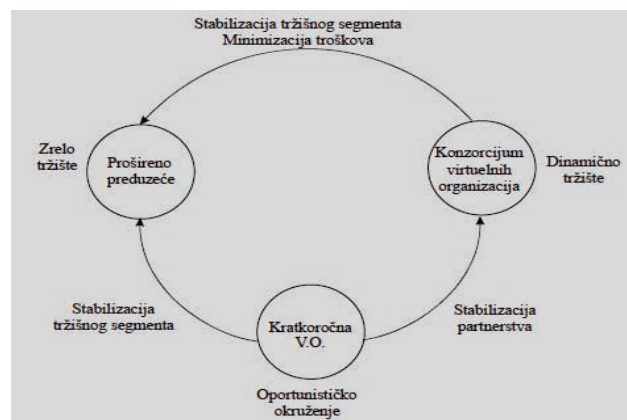 Stabilizacija tržišnog segmenta
Minimizacija troškova
Zrelo
tržište
Prošireno
preduzeće
Konzorcijum
virtuelnih
organizacija
Dinamično
tržište
Stabilizacija
tržišnog segmenta
Kratkoročna
V.O.
Stabilizacija
partnerstva
Oportunističko
okruženje